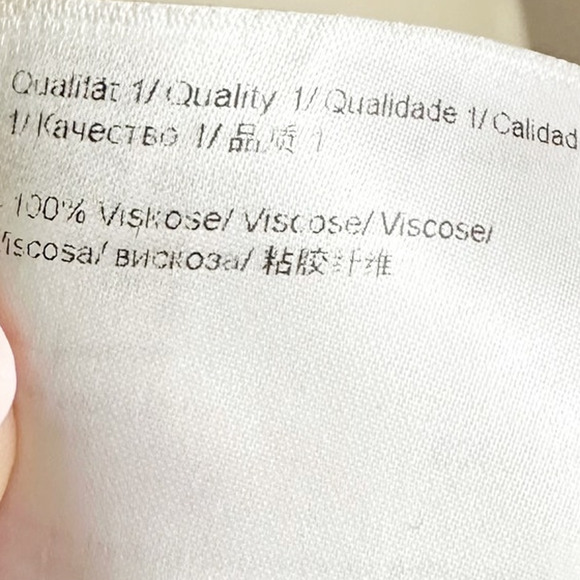 Qualität 1/ Quality 1/ Qualidade 1/ Calidad
1/ Качество 1/ 品质 1
100% Viskose/ Viscose/ Viscose/
Viscosa/ вискоза/ 粘胶纤维